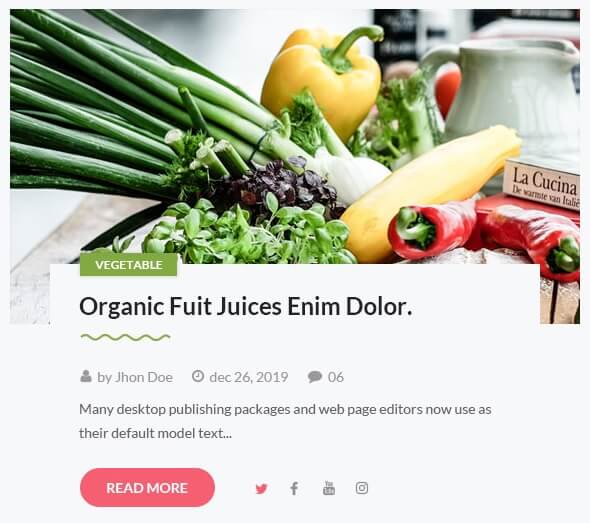 La Cucina
De warmte van Italië
VEGETABLE
Organic Fuit Juices Enim Dolor.
by Jhon Doe dec 26, 2019 06
Many desktop publishing packages and web page editors now use as
their default model text...
READ MORE